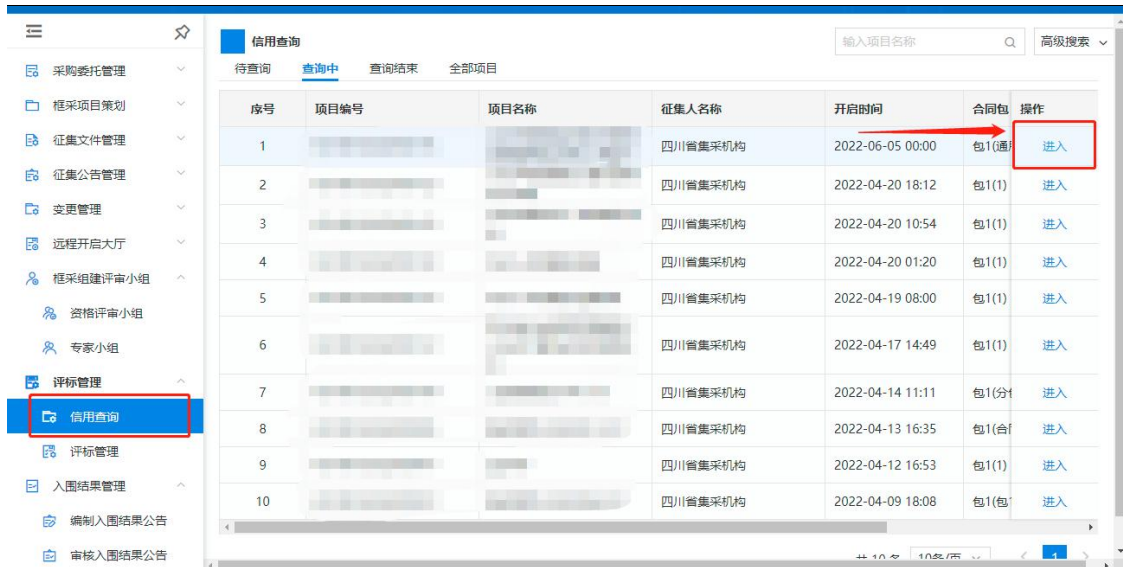 信用查询
输入项目名称
高级搜索
待查询 查询中 查询结束 全部项目
采购委托管理
框采项目策划
征集文件管理
征集公告管理
变更管理
远程开启大厅
框采组建评审小组
资格评审小组
专家小组
评标管理
信用查询
评标管理
入围结果管理
编制入围结果公告
审核入围结果公告
序号 项目编号 项目名称 征集人名称 开启时间 合同包 操作
1 四川省集采机构 2022-06-05 00:00 包1(通用 进入
2 四川省集采机构 2022-04-20 18:12 包1(1) 进入
3 四川省集采机构 2022-04-20 10:54 包1(1) 进入
4 四川省集采机构 2022-04-20 01:20 包1(1) 进入
5 四川省集采机构 2022-04-19 08:00 包1(1) 进入
6 四川省集采机构 2022-04-17 14:49 包1(1) 进入
7 四川省集采机构 2022-04-14 11:11 包1(分 进入
8 四川省集采机构 2022-04-13 16:35 包1(合 进入
9 四川省集采机构 2022-04-12 16:53 包1(1) 进入
10 四川省集采机构 2022-04-09 18:08 包1(包 进入
共 10 条 10条/页 1